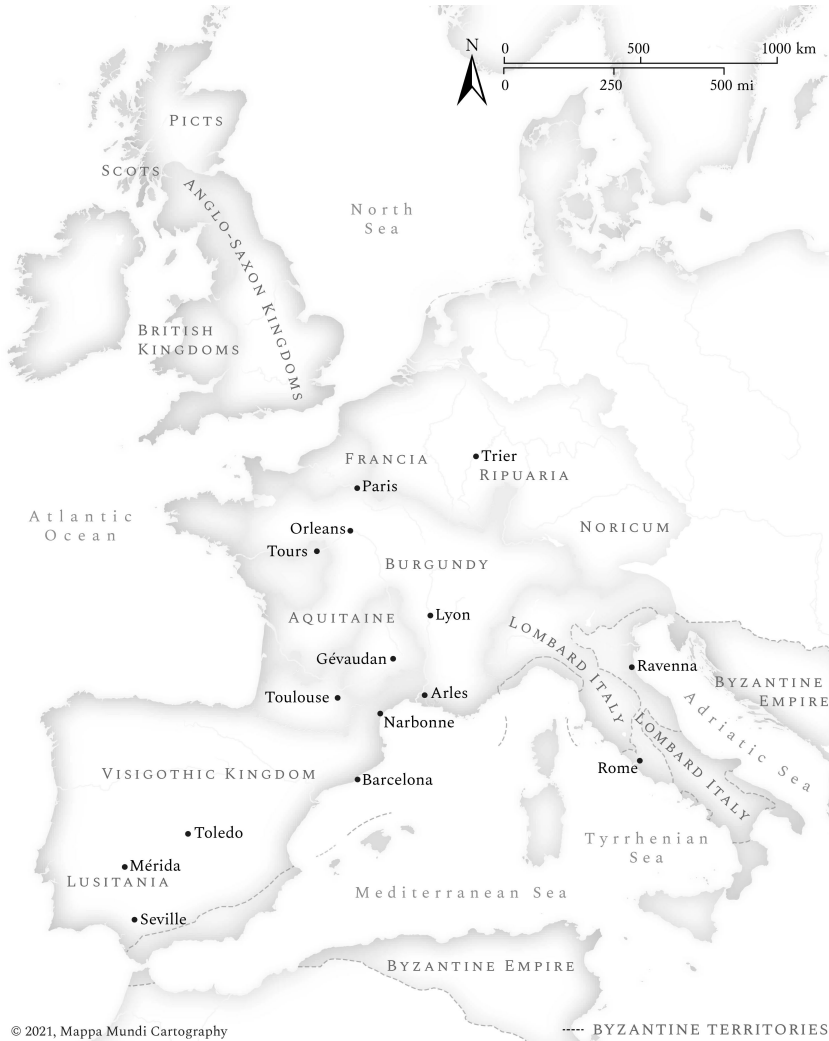 N
0 500 1000 km
0 250 500 mi
PICTS
SCOTS
ANGLO-SAXON KINGDOMS
North
Sea
BRITISH
KINGDOMS
FRANCIA
Trier
RIPUARIA
Paris
Atlantic
Ocean
Orleans
NORICUM
Tours
BURGUNDY
AQUITAINE
Lyon
LOMBARD ITALY
Gévaudan
Ravenna
BYZANTINE
EMPIRE
Toulouse
Arles
Adriatic Sea
Narbonne
LOMBARD ITALY
Rome
VISIGOTHIC KINGDOM
Barcelona
Toledo
Tyrrhenian
Sea
Mérida
LUSITANIA
Mediterranean Sea
Seville
BYZANTINE EMPIRE
© 2021, Mappa Mundi Cartography
BYZANTINE TERRITORIES